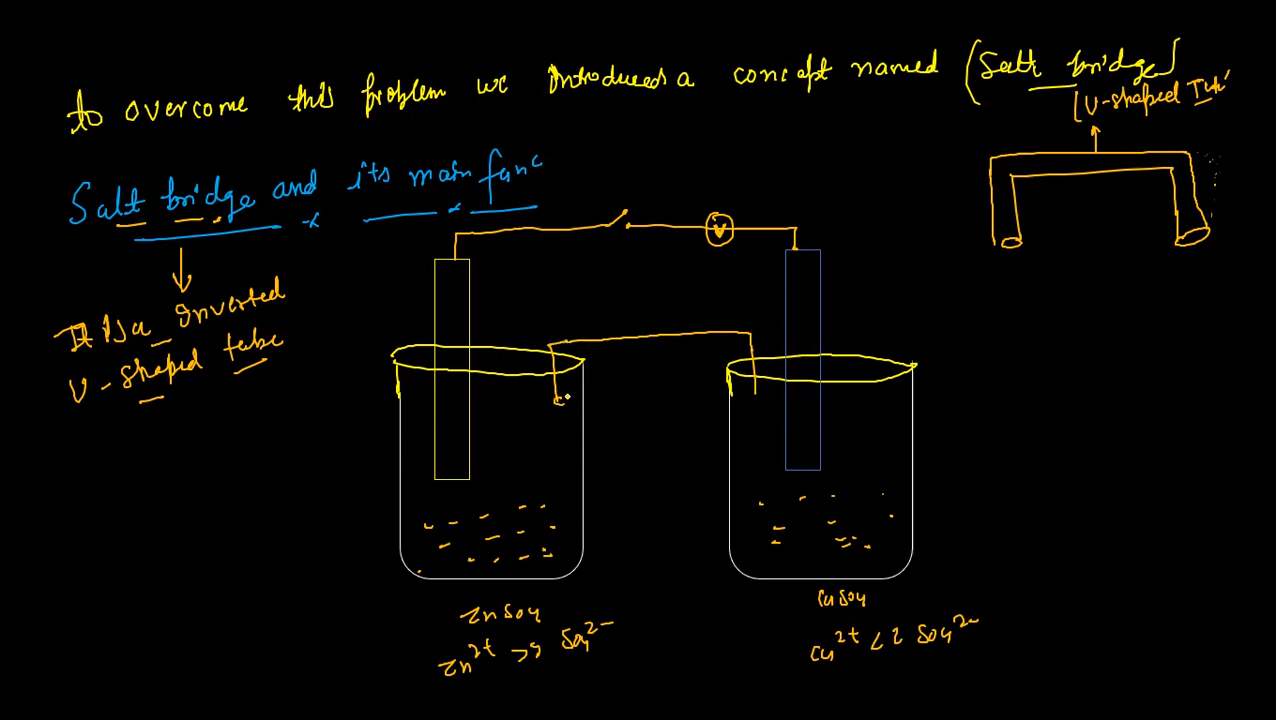 to overcome this problem we introduced a concept named (Salt bridge)
[U-shaped Tub
Salt bridge and its main func
V
It is a Inverted
U-shaped tube
ZnSO4
CuSO4
Zn2+ >> SO42-
Cu2+ << SO42-